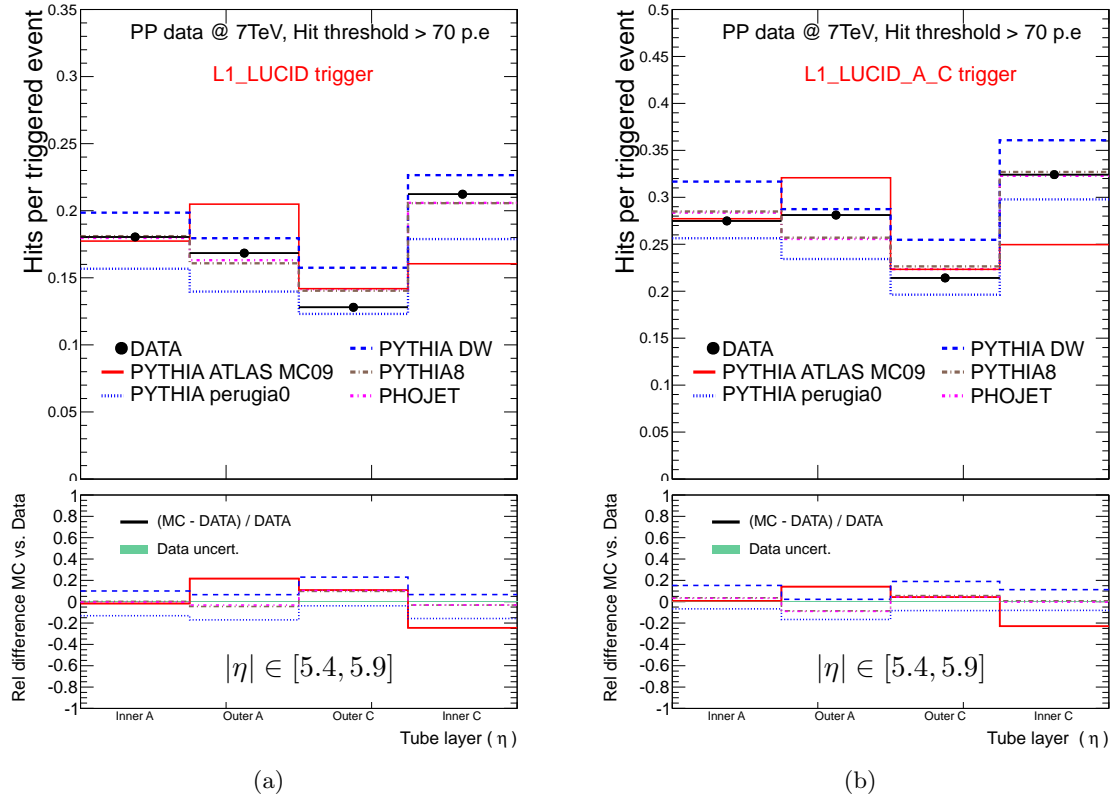 PP data @ 7TeV, Hit threshold > 70 p.e
L1_LUCID trigger
Hits per triggered event
0.35
0.3
0.25
0.2
0.15
0.1
0.05
0
DATA
PYTHIA ATLAS MC09
PYTHIA perugia0
PYTHIA DW
PYTHIA8
PHOJET
Rel difference MC vs. Data
1
0.8
0.6
0.4
0.2
0
-0.2
-0.4
-0.6
-0.8
-1
(MC - DATA) / DATA
Data uncert.
|η| ∈ [5.4, 5.9]
Inner A Outer A Outer C Inner C
Tube layer ( η )
(a)
PP data @ 7TeV, Hit threshold > 70 p.e
L1_LUCID_A_C trigger
Hits per triggered event
0.5
0.45
0.4
0.35
0.3
0.25
0.2
0.15
0.1
0.05
0
DATA
PYTHIA ATLAS MC09
PYTHIA perugia0
PYTHIA DW
PYTHIA8
PHOJET
Rel difference MC vs. Data
1
0.8
0.6
0.4
0.2
0
-0.2
-0.4
-0.6
-0.8
-1
(MC - DATA) / DATA
Data uncert.
|η| ∈ [5.4, 5.9]
Inner A Outer A Outer C Inner C
Tube layer ( η )
(b)